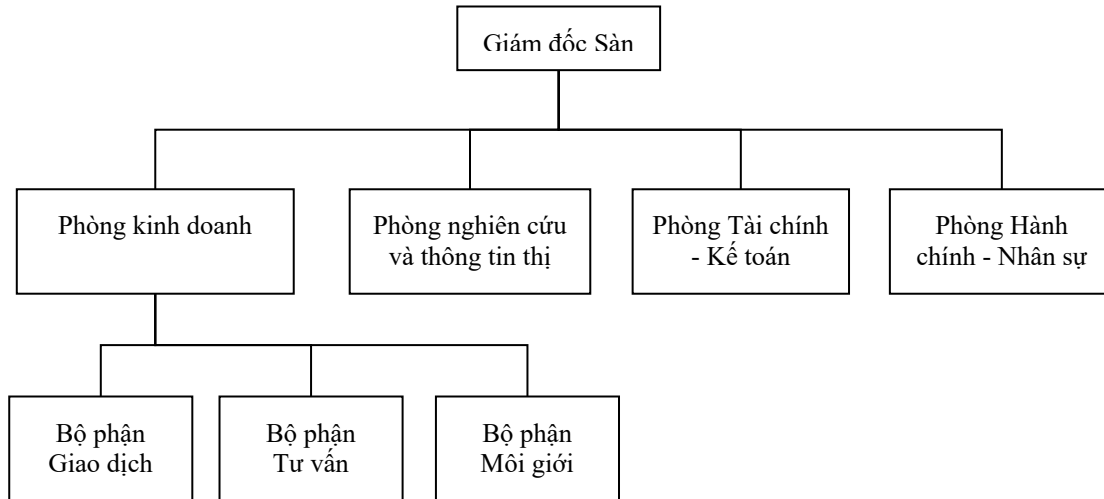 Giám đốc Sàn
Phòng kinh doanh
Phòng nghiên cứu
và thông tin thị
Phòng Tài chính
- Kế toán
Phòng Hành
chính - Nhân sự
Bộ phận
Giao dịch
Bộ phận
Tư vấn
Bộ phận
Môi giới